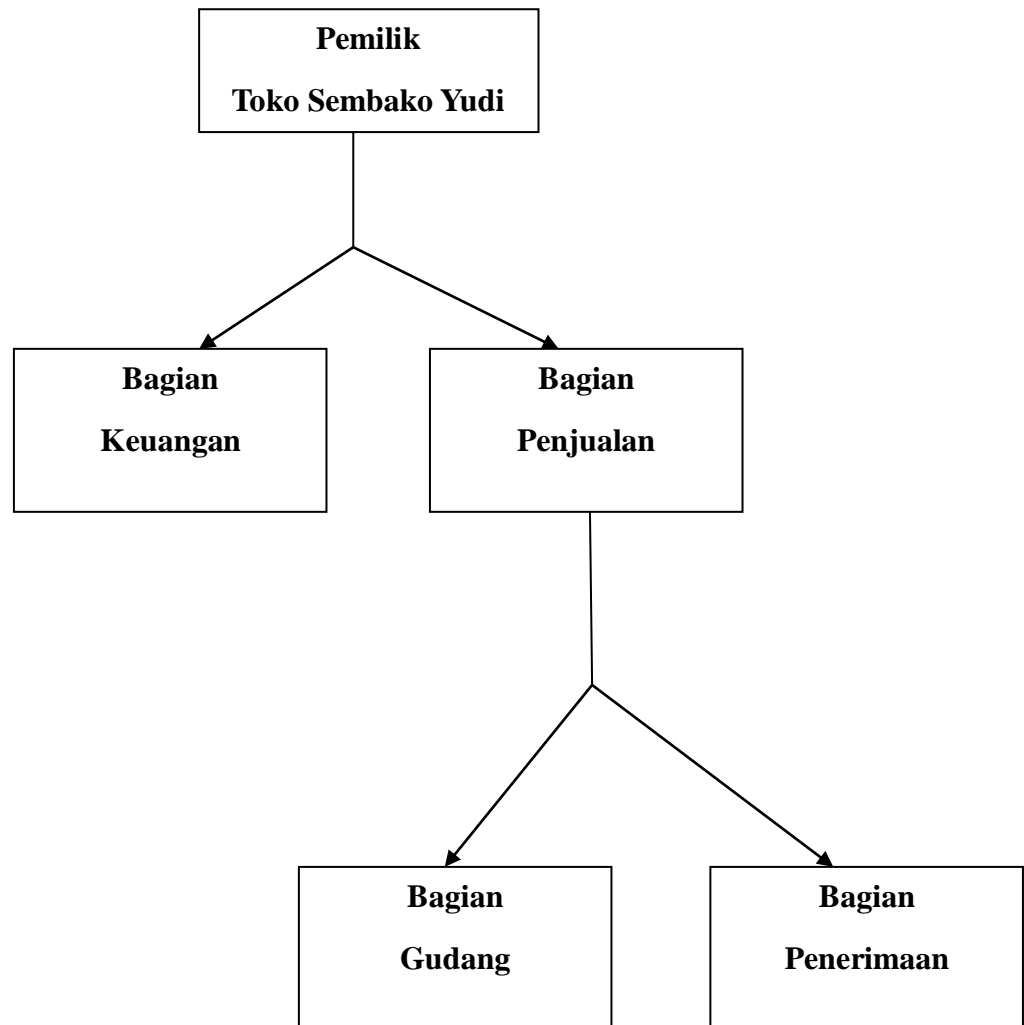 Pemilik
Toko Sembako Yudi
Bagian
Keuangan
Bagian
Penjualan
Bagian
Gudang
Bagian
Penerimaan